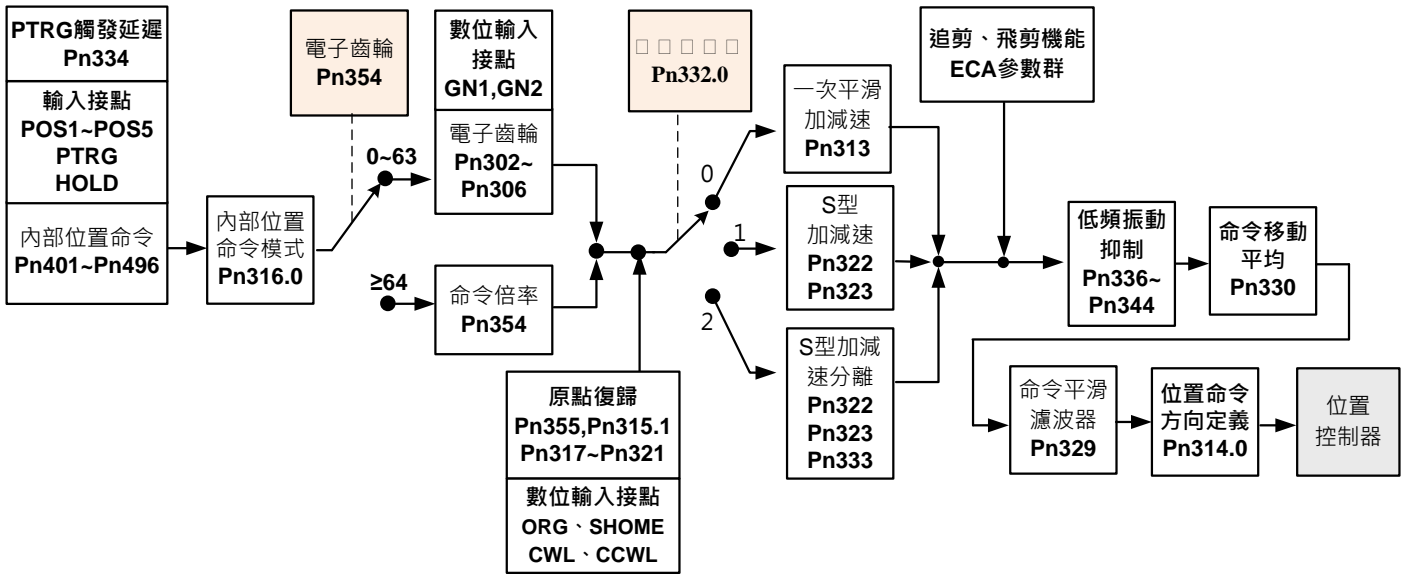 PTRG觸發延遲
Pn334
輸入接點
POS1~POS5
PTRG
HOLD
內部位置命令
Pn401~Pn496
內部位置
命令模式
Pn316.0
電子齒輪
Pn354
0~63
≥64
數位輸入
接點
GN1,GN2
電子齒輪
Pn302~
Pn306
命令倍率
Pn354
原點復歸
Pn355,Pn315.1
Pn317~Pn321
數位輸入接點
ORG、SHOME
CWL、CCWL
□□□□□
Pn332.0
0
1
2
一次平滑
加減速
Pn313
S型
加減速
Pn322
Pn323
S型加減
速分離
Pn322
Pn323
Pn333
追剪、飛剪機能
ECA參數群
低頻振動
抑制
Pn336~
Pn344
命令移動
平均
Pn330
命令平滑
濾波器
Pn329
位置命令
方向定義
Pn314.0
位置
控制器